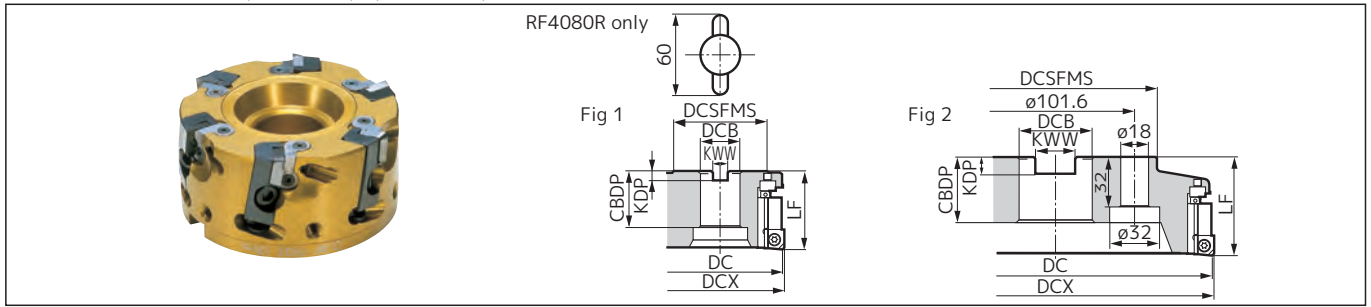 RF4080R only
60
Fig 1
DCSFMS
DCB
KWW
CBDP
KDP
LF
DC
DCX
Fig 2
DCSFMS
ø101.6
DCB
ø18
KWW
CBDP
KDP
32
LF
ø32
DC
DCX